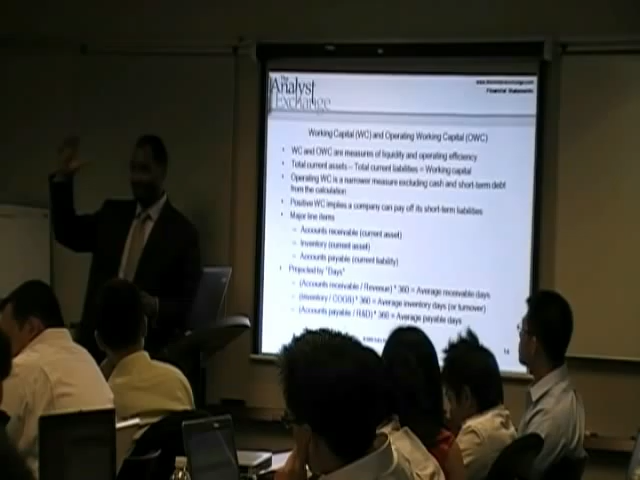 The
Analyst
Exchange
Financial Statements
Working Capital (WC) and Operating Working Capital (OWC)
• WC and OWC are measures of liquidity and operating efficiency
• Total current assets – Total current liabilities = Working capital
• Operating WC is a narrower measure excluding cash and short-term debt
from the calculation
• Positive WC implies a company can pay off its short-term liabilities
• Major line items
– Accounts receivable (current asset)
– Inventory (current asset)
– Accounts payable (current liability)
• Projected by "Days"
– (Accounts receivable / Revenue) * 360 = Average receivable days
– (Inventory / COGS) * 360 = Average inventory days (or turnover)
– (Accounts payable / R&D) * 360 = Average payable days